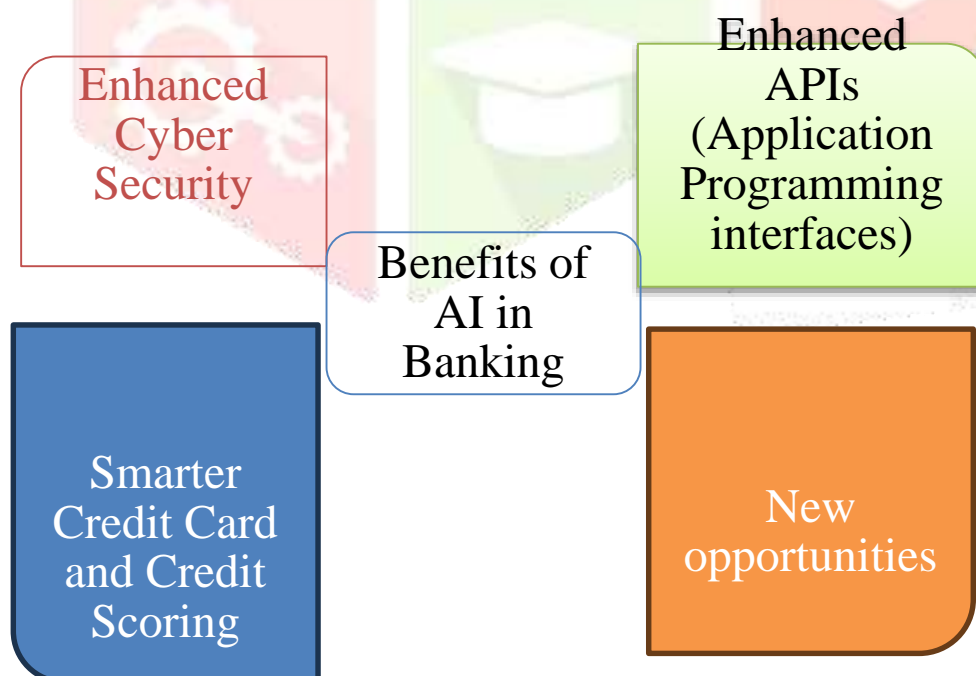 Enhanced
Cyber
Security
Enhanced
APIs
(Application
Programming
interfaces)
Benefits of
AI in
Banking
Smarter
Credit Card
and Credit
Scoring
New
opportunities